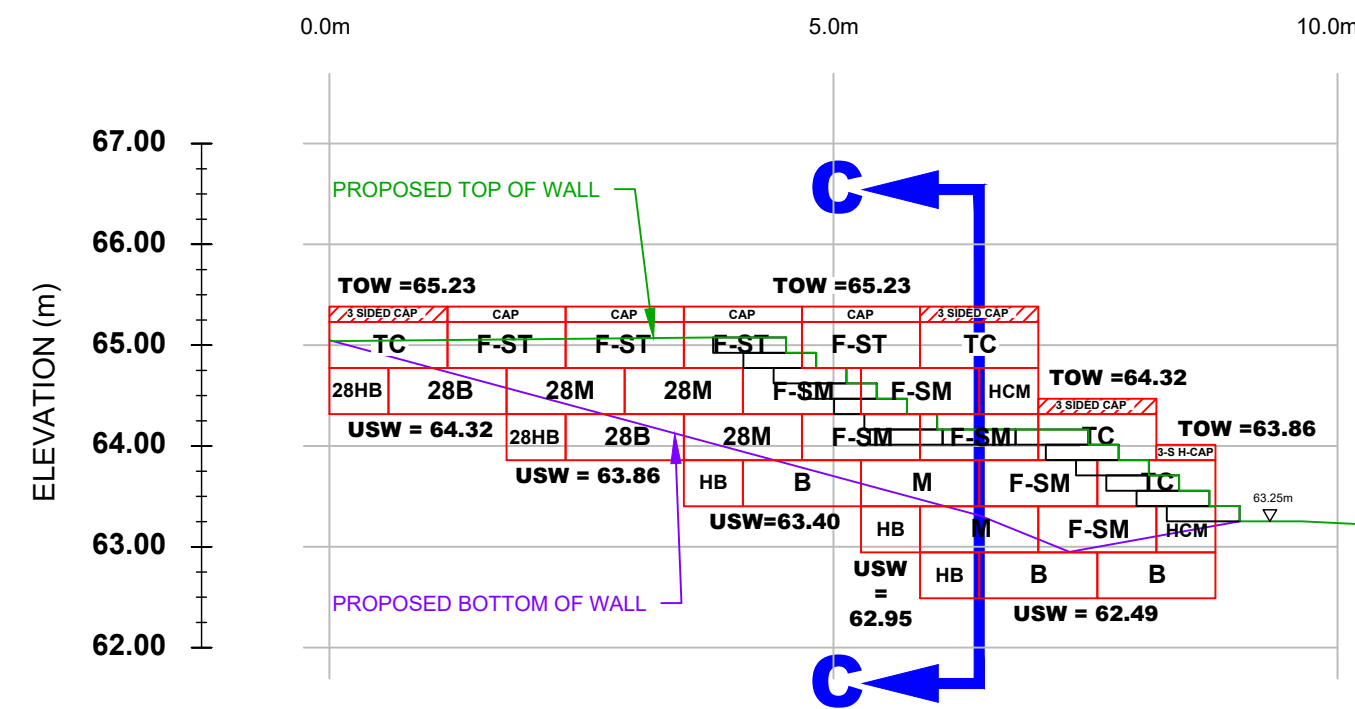 0.0m 5.0m 10.0m
67.00
C
PROPOSED TOP OF WALL
66.00
TOW =65.23 TOW =65.23
3 SIDED CAP CAP CAP CAP CAP 3 SIDED CAP
65.00
TC F-ST F-ST F-ST F-ST TC
TOW =64.32
28HB 28B 28M 28M F-SM F-SM HCM
3 SIDED CAP
USW = 64.32
TOW =63.86
64.00
28HB 28B 28M F-SM F-SM TC
3-S H-CAP
USW = 63.86
HB B M F-SM TC
ELEVATION (m)
63.25m
USW=63.40
HB M F-SM HCM
63.00
USW
=
62.95
HB B B
PROPOSED BOTTOM OF WALL
USW = 62.49
62.00
C